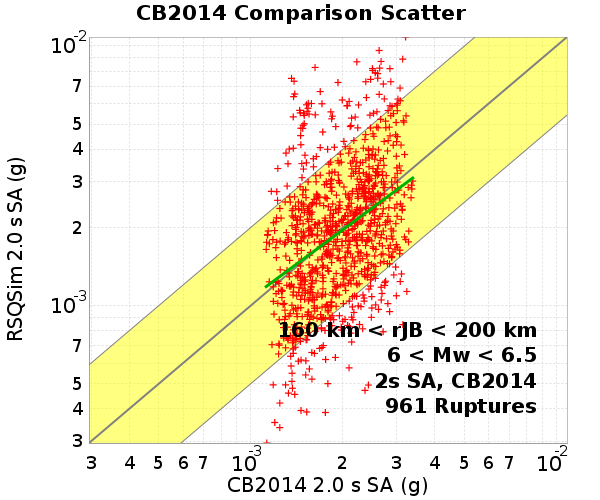 CB2014 Comparison Scatter
RSQSim 2.0 s SA (g)
10-2
7
5
4
3
2
10-3
7
5
4
3
160 km < rJB < 200 km
6 < Mw < 6.5
2s SA, CB2014
961 Ruptures
3 4 5 6 7 10-3 2 3 4 5 6 7 10-2
CB2014 2.0 s SA (g)